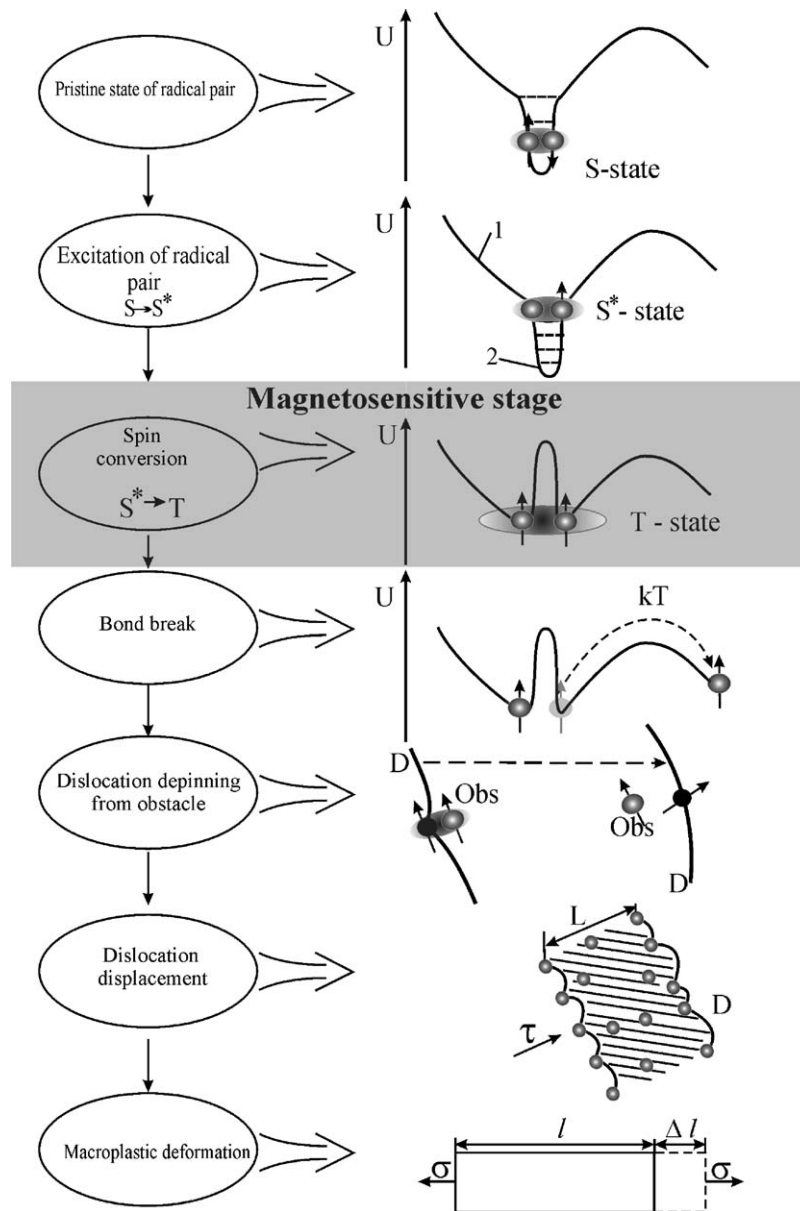 Pristine state of radical pair
U
S-state
Excitation of radical
pair
S→S*
U
1
S*- state
2
Magnetosensitive stage
Spin
conversion
S*→T
U
T - state
Bond break
U
kT
Dislocation depinning
from obstacle
D
Obs
Obs
D
Dislocation
displacement
L
D
τ
Macroplastic deformation
l
Δ l
σ
σ